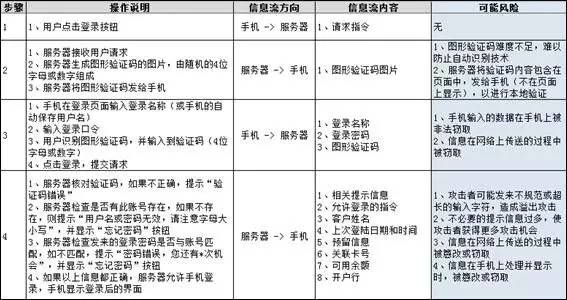 步骤 操作说明 信息流方向 信息流内容 可能风险
1 1、用户点击登录按钮 手机 -> 服务器 1、请求指令 无
2
1、服务器接收用户请求
2、服务器生成图形验证码的图片，由随机的4位
字母或数字组成
3、服务器将图形验证码发给手机
服务器 -> 手机
1、图形验证码图片
1、图形验证码难度不足，难以
防止自动识别技术
2、服务器将验证码内容包含在
页面中，发给手机（不在页面
上显示），以进行本地验证
3
1、手机在登录页面输入登录名称（或手机的自
动保存用户名）
2、输入登录口令
3、用户识别图形验证码，并输入到验证码（4位
字母或数字）
4、点击登录，提交请求
手机 -> 服务器
1、登录名称
2、登录密码
3、图形验证码
1、手机输入的数据在手机上被
非法窃取
2、信息在网络上传送的过程中
被窃取
4
1、服务器核对验证码，如果不正确，提示“验
证码错误”
2、服务器检查是否有此账号存在，如果不存
在，则提示“用户名或密码无效，请注意字母大
小写”，并显示“忘记密码”按钮
3、服务器检查发来的登录密码是否与账号匹
配，如不匹配，提示“密码错误，您还有*次机
会”，并显示“忘记密码”按钮
4、如果以上信息都正确，服务器允许手机登
录，手机显示登录后的界面
服务器 -> 手机
1、相关提示信息
2、允许登录的指令
3、客户姓名
4、上次登陆日期和时间
5、预留信息
6、关联卡号
7、可用余额
8、开户行
1、攻击者可能发来不规范或超
长的输入字符，造成溢出攻击
2、不必要的提示信息过多，使
攻击者获得更多攻击机会
3、信息在网络上传送的过程中
被篡改或窃取
4、信息在手机上处理并显示
时，被篡改或窃取